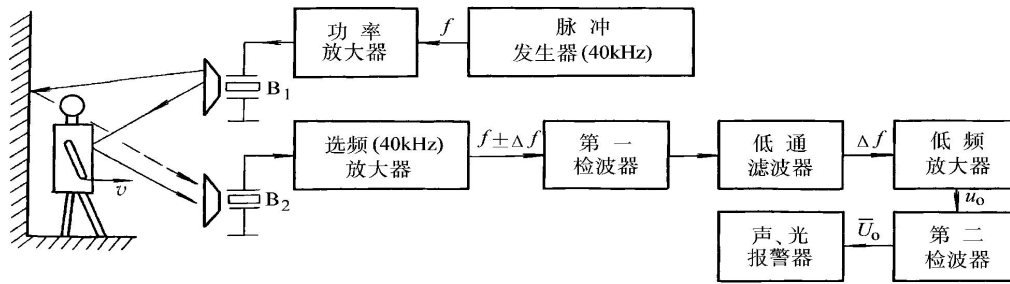 功率
放大器
f
脉冲
发生器(40kHz)
B1
选频(40kHz)
放大器
f±Δf
第一
检波器
低通
滤波器
Δf
低频
放大器
v
B2
uo
声、光
报警器
Ūo
第二
检波器